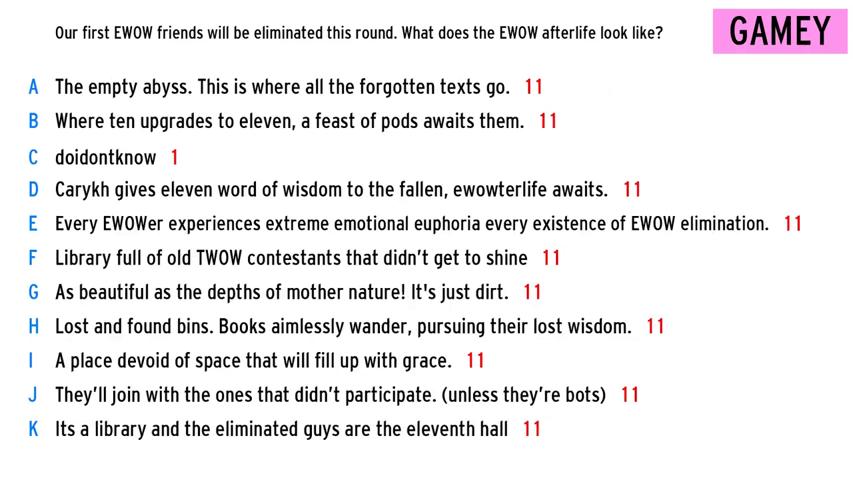 Our first EWOW friends will be eliminated this round. What does the EWOW afterlife look like?
GAMEY
A The empty abyss. This is where all the forgotten texts go. 11
B Where ten upgrades to eleven, a feast of pods awaits them. 11
C doidontknow 1
D Carykh gives eleven word of wisdom to the fallen, ewowterlife awaits. 11
E Every EWOWer experiences extreme emotional euphoria every existence of EWOW elimination. 11
F Library full of old TWOW contestants that didn't get to shine 11
G As beautiful as the depths of mother nature! It's just dirt. 11
H Lost and found bins. Books aimlessly wander, pursuing their lost wisdom. 11
I A place devoid of space that will fill up with grace. 11
J They'll join with the ones that didn't participate. (unless they're bots) 11
K Its a library and the eliminated guys are the eleventh hall 11